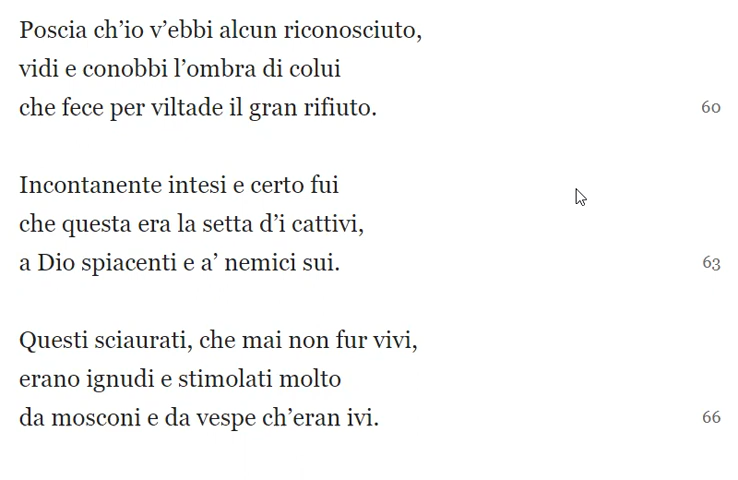 Poscia ch’io v’ebbi alcun riconosciuto,
vidi e conobbi l’ombra di colui
che fece per viltade il gran rifiuto.
60
Incontanente intesi e certo fui
che questa era la setta d’i cattivi,
a Dio spiacenti e a’ nemici sui.
63
Questi sciaurati, che mai non fur vivi,
erano ignudi e stimolati molto
da mosconi e da vespe ch’eran ivi.
66